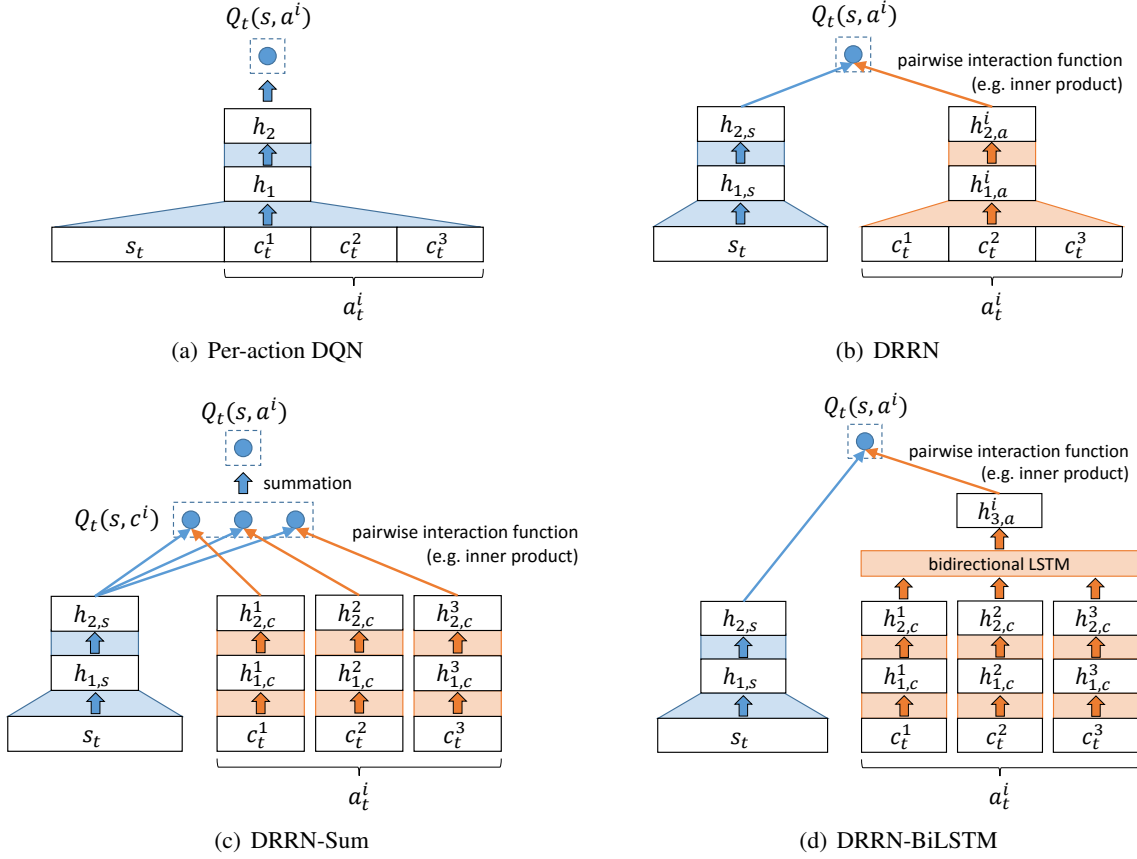 Q_t(s, a^i)
h_2
h_1
s_t c_t^1 c_t^2 c_t^3
a_t^i
(a) Per-action DQN
Q_t(s, a^i)
pairwise interaction function
(e.g. inner product)
h_{2,s} h_{2,a}^i
h_{1,s} h_{1,a}^i
s_t c_t^1 c_t^2 c_t^3
a_t^i
(b) DRRN
Q_t(s, a^i)
summation
Q_t(s, c^i)
pairwise interaction function
(e.g. inner product)
h_{2,s} h_{2,c}^1 h_{2,c}^2 h_{2,c}^3
h_{1,s} h_{1,c}^1 h_{1,c}^2 h_{1,c}^3
s_t c_t^1 c_t^2 c_t^3
a_t^i
(c) DRRN-Sum
Q_t(s, a^i)
pairwise interaction function
(e.g. inner product)
h_{3,a}^i
bidirectional LSTM
h_{2,s} h_{2,c}^1 h_{2,c}^2 h_{2,c}^3
h_{1,s} h_{1,c}^1 h_{1,c}^2 h_{1,c}^3
s_t c_t^1 c_t^2 c_t^3
a_t^i
(d) DRRN-BiLSTM